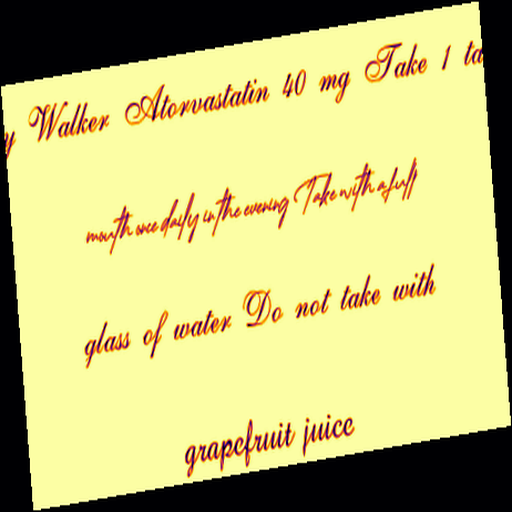 y Walker Atorvastatin 40 mg Take 1 ta
mouth once daily in the evening Take with a full
glass of water Do not take with
grapefruit juice